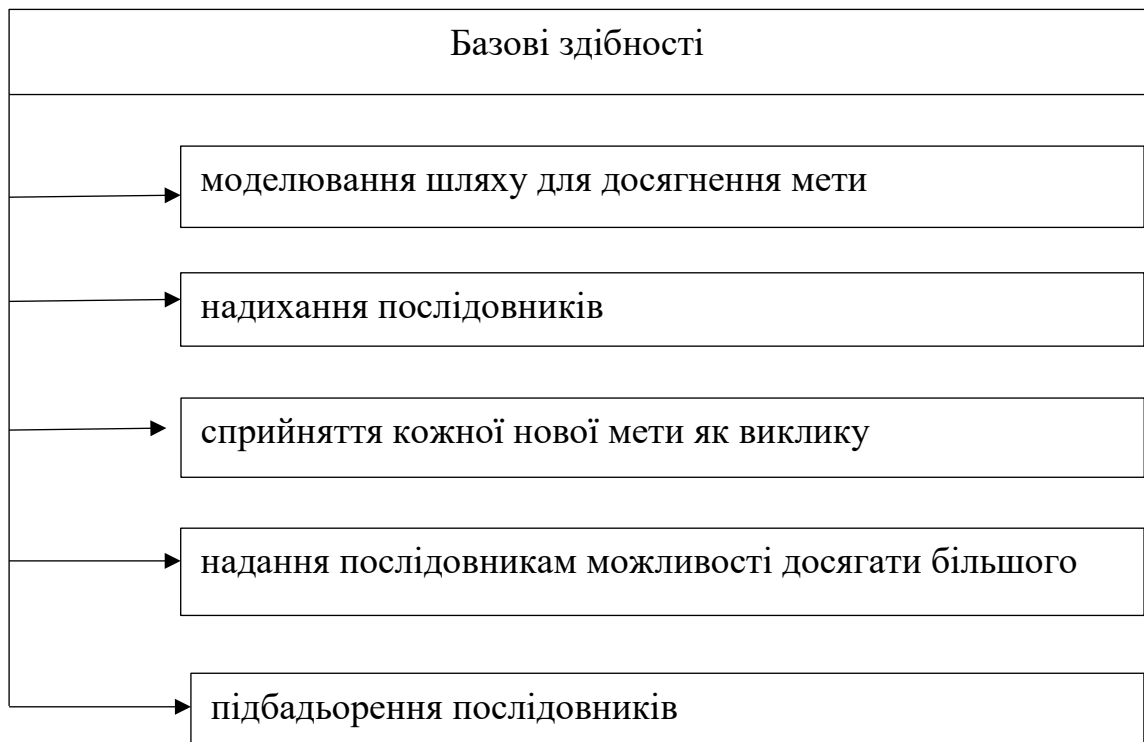 Базові здібності
моделювання шляху для досягнення мети
надихання послідовників
сприйняття кожної нової мети як виклику
надання послідовникам можливості досягати більшого
підбадьорення послідовників